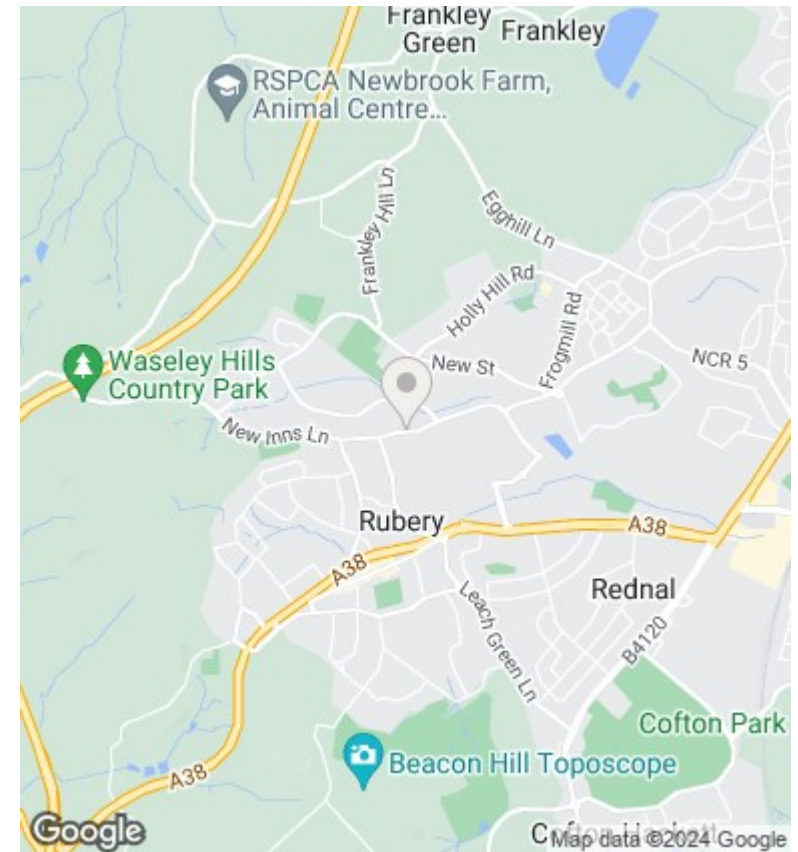 Frankley
Green
Frankley
RSPCA Newbrook Farm,
Animal Centre...
Frankley Hill Ln
Egghill Ln
Holly Hill Rd
Frogmill Rd
New St
NCR 5
Waseley Hills
Country Park
New Inns Ln
Rubery
A38
A38
Rednal
Leach Green Ln
B4120
Cofton Park
Beacon Hill Toposcope
A38
Google
Map data ©2024 Google